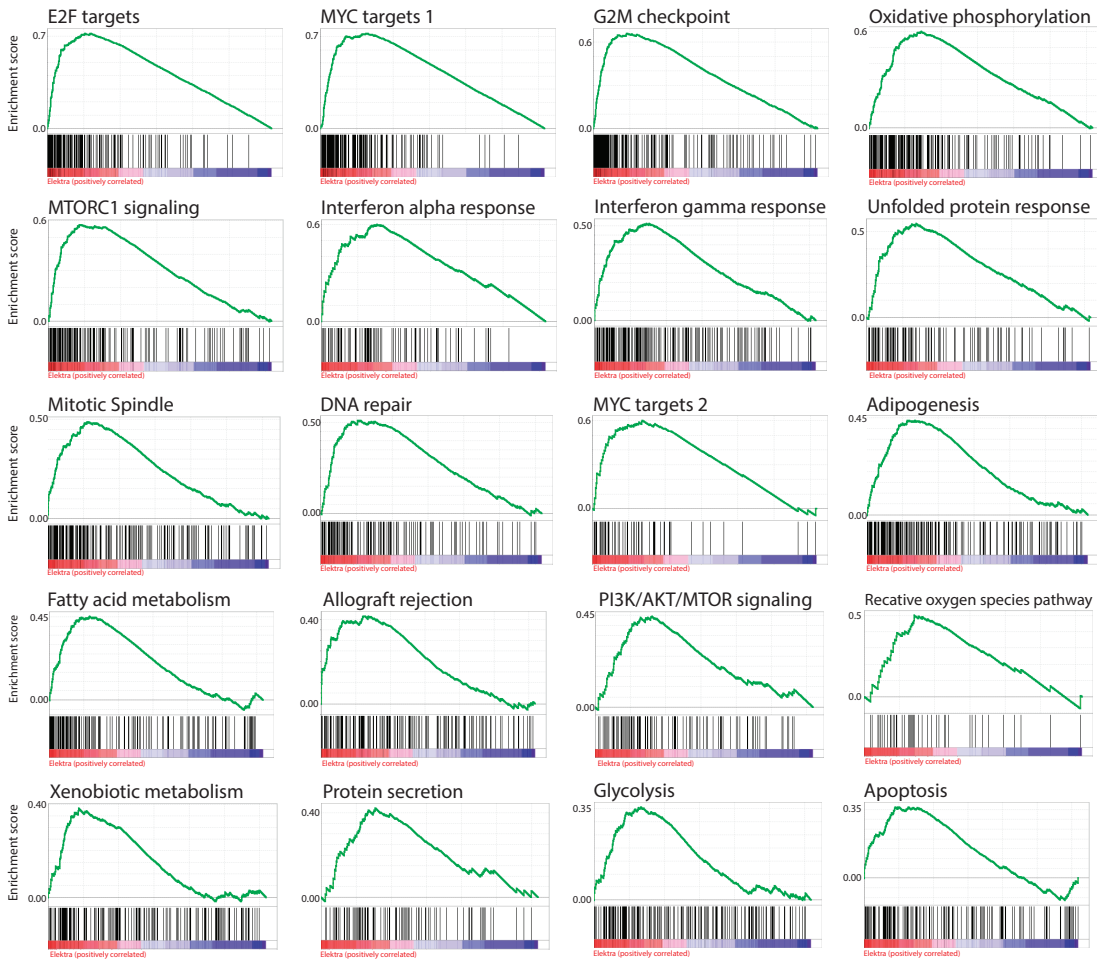 E2F targets
MYC targets 1
G2M checkpoint
Oxidative phosphorylation
Enrichment score
0.7
0.0
0.7
0.0
0.6
0.0
0.6
0.0
Elektra (positively correlated)
Elektra (positively correlated)
Elektra (positively correlated)
Elektra (positively correlated)
MTORC1 signaling
Interferon alpha response
Interferon gamma response
Unfolded protein response
Enrichment score
0.6
0.0
0.6
0.0
0.50
0.00
0.5
0.0
Elektra (positively correlated)
Elektra (positively correlated)
Elektra (positively correlated)
Elektra (positively correlated)
Mitotic Spindle
DNA repair
MYC targets 2
Adipogenesis
Enrichment score
0.50
0.00
0.50
0.00
0.6
0.0
0.45
0.00
Elektra (positively correlated)
Elektra (positively correlated)
Elektra (positively correlated)
Elektra (positively correlated)
Fatty acid metabolism
Allograft rejection
PI3K/AKT/MTOR signaling
Recative oxygen species pathway
Enrichment score
0.45
0.00
0.40
0.00
0.45
0.00
0.5
0.0
Elektra (positively correlated)
Elektra (positively correlated)
Elektra (positively correlated)
Elektra (positively correlated)
Xenobiotic metabolism
Protein secretion
Glycolysis
Apoptosis
Enrichment score
0.40
0.00
0.40
0.00
0.35
0.00
0.35
0.00
Elektra (positively correlated)
Elektra (positively correlated)
Elektra (positively correlated)
Elektra (positively correlated)